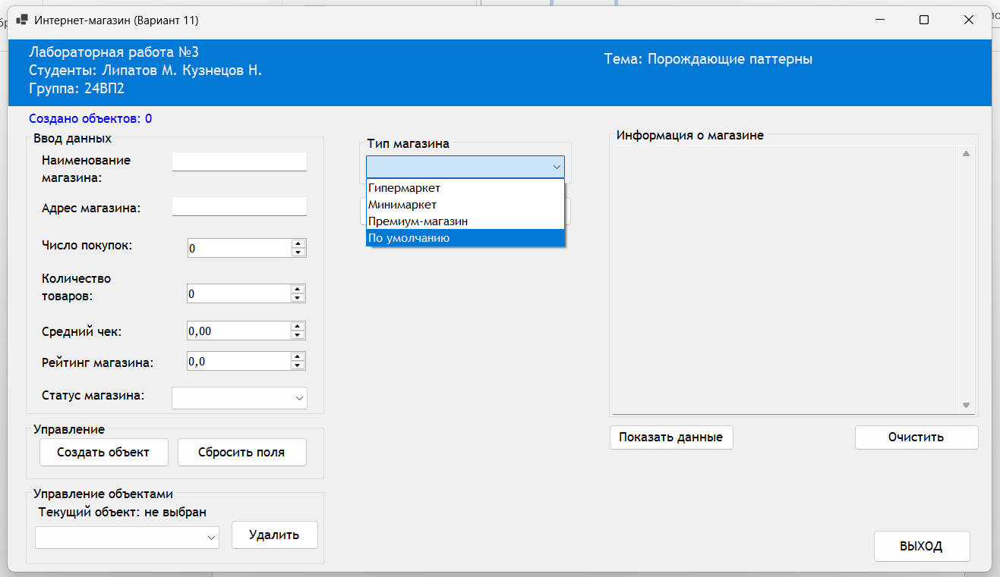 Интернет-магазин (Вариант 11)
Лабораторная работа №3
Студенты: Липатов М. Кузнецов Н.
Группа: 24ВП2
Тема: Порождающие паттерны
Создано объектов: 0
Ввод данных
Наименование
магазина:
Адрес магазина:
Число покупок:
0
Количество
товаров:
0
Средний чек:
0,00
Рейтинг магазина:
0,0
Статус магазина:
Управление
Создать объект
Сбросить поля
Управление объектами
Текущий объект: не выбран
Удалить
Тип магазина
Гипермаркет
Минимаркет
Премиум-магазин
По умолчанию
Информация о магазине
Показать данные
Очистить
ВЫХОД